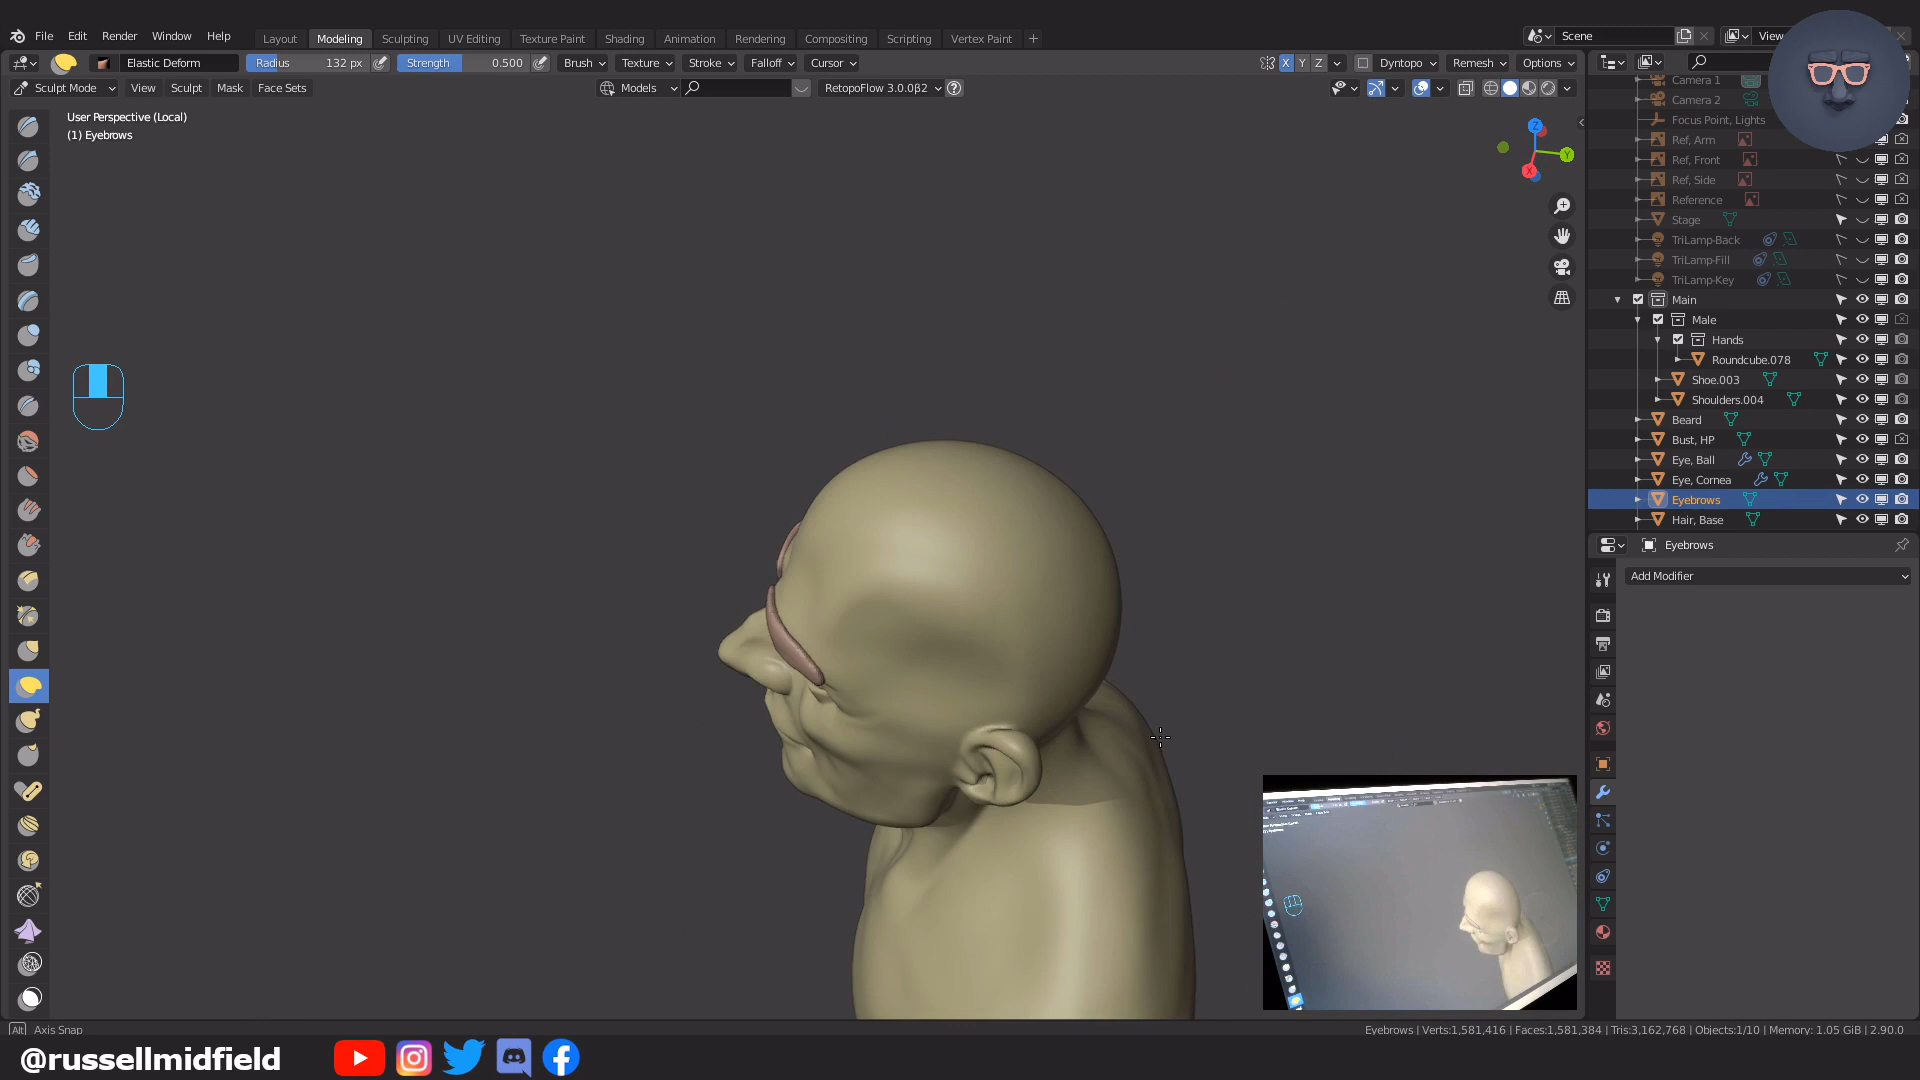 File Edit Render Window Help
Layout Modeling Sculpting UV Editing Texture Paint Shading Animation Rendering Compositing Scripting Vertex Paint +
Scene
View
Elastic Deform Radius 132 px Strength 0.500 Brush Texture Stroke Falloff Cursor X Y Z Dyntopo Remesh Options
Sculpt Mode View Sculpt Mask Face Sets Models RetopoFlow 3.0.0β2 ?
User Perspective (Local)
(1) Eyebrows
Z
Y
X
Camera 1
Camera 2
Focus Point, Lights
Ref, Arm
Ref, Front
Ref, Side
Reference
Stage
TriLamp-Back
TriLamp-Fill
TriLamp-Key
Main
Male
Hands
Roundcube.078
Shoe.003
Shoulders.004
Beard
Bust, HP
Eye, Ball
Eye, Cornea
Eyebrows
Hair, Base
Eyebrows
Add Modifier
Alt Axis Snap
Eyebrows | Verts:1,581,416 | Faces:1,581,384 | Tris:3,162,768 | Objects:1/10 | Memory: 1.05 GiB | 2.90.0
@russellmidfield